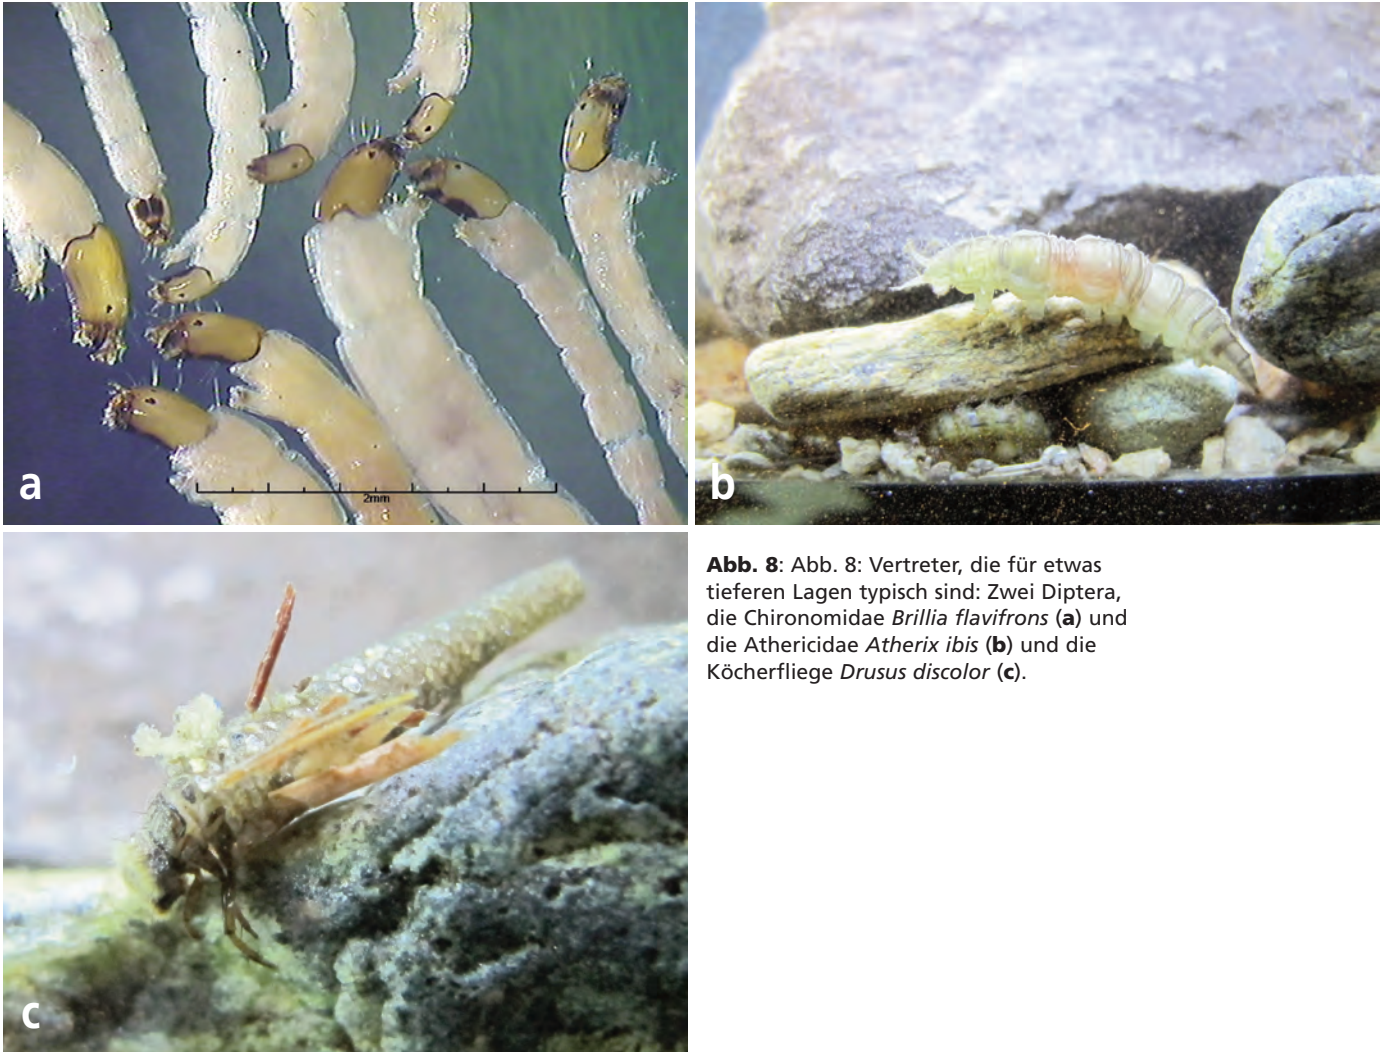 a
2mm
b
c
Abb. 8: Abb. 8: Vertreter, die für etwas
tieferen Lagen typisch sind: Zwei Diptera,
die Chironomidae Brillia flavifrons (a) und
die Athericidae Atherix ibis (b) und die
Köcherfliege Drusus discolor (c).